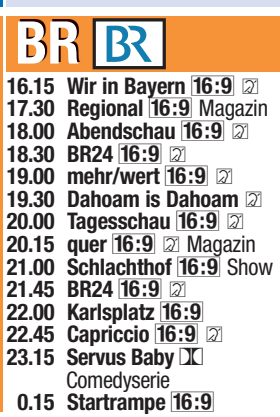 BR BR
16.15 Wir in Bayern 16:9
17.30 Regional 16:9 Magazin
18.00 Abendschau 16:9
18.30 BR24 16:9
19.00 mehr/wert 16:9
19.30 Dahoam is Dahoam 16:9
20.00 Tagesschau 16:9
20.15 quer 16:9 Magazin
21.00 Schlachthof 16:9 Show
21.45 BR24 16:9
22.00 Karlsplatz 16:9
22.45 Capriccio 16:9
23.15 Servus Baby
Comedyserie
0.15 Startrampe 16:9